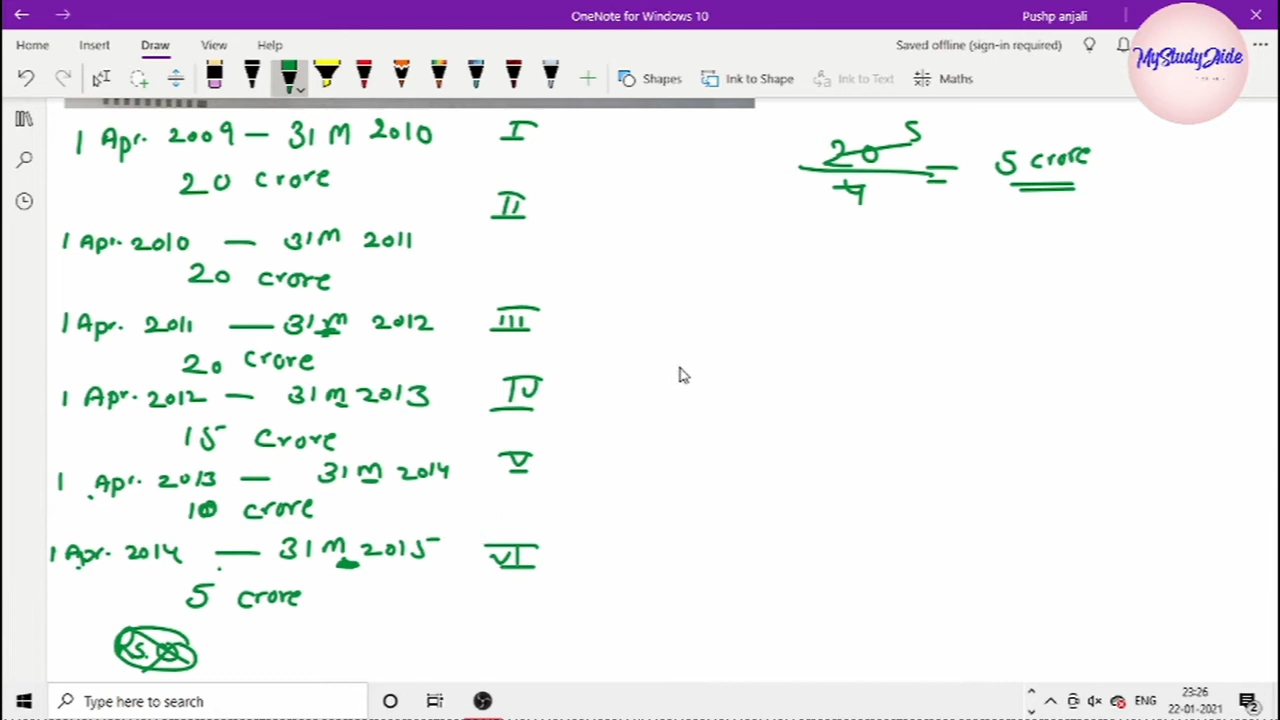 OneNote for Windows 10
Pushp anjali
Home Insert Draw View Help
Saved offline (sign-in required)
MyStudyAide
Shapes Ink to Shape Ink to Text Maths
1 Apr. 2009 — 31 M 2010 I
20 crore
20 5
4 = 5 crore
II
1 Apr. 2010 — 31 M 2011
20 crore
1 Apr. 2011 — 31 M 2012 III
20 crore
1 Apr. 2012 — 31 M 2013 IV
15 crore
1 Apr. 2013 — 31 M 2014 V
10 crore
1 Apr. 2014 — 31 M 2015 VI
5 crore
Rs.
Type here to search
ENG
23:26
22-01-2021
2